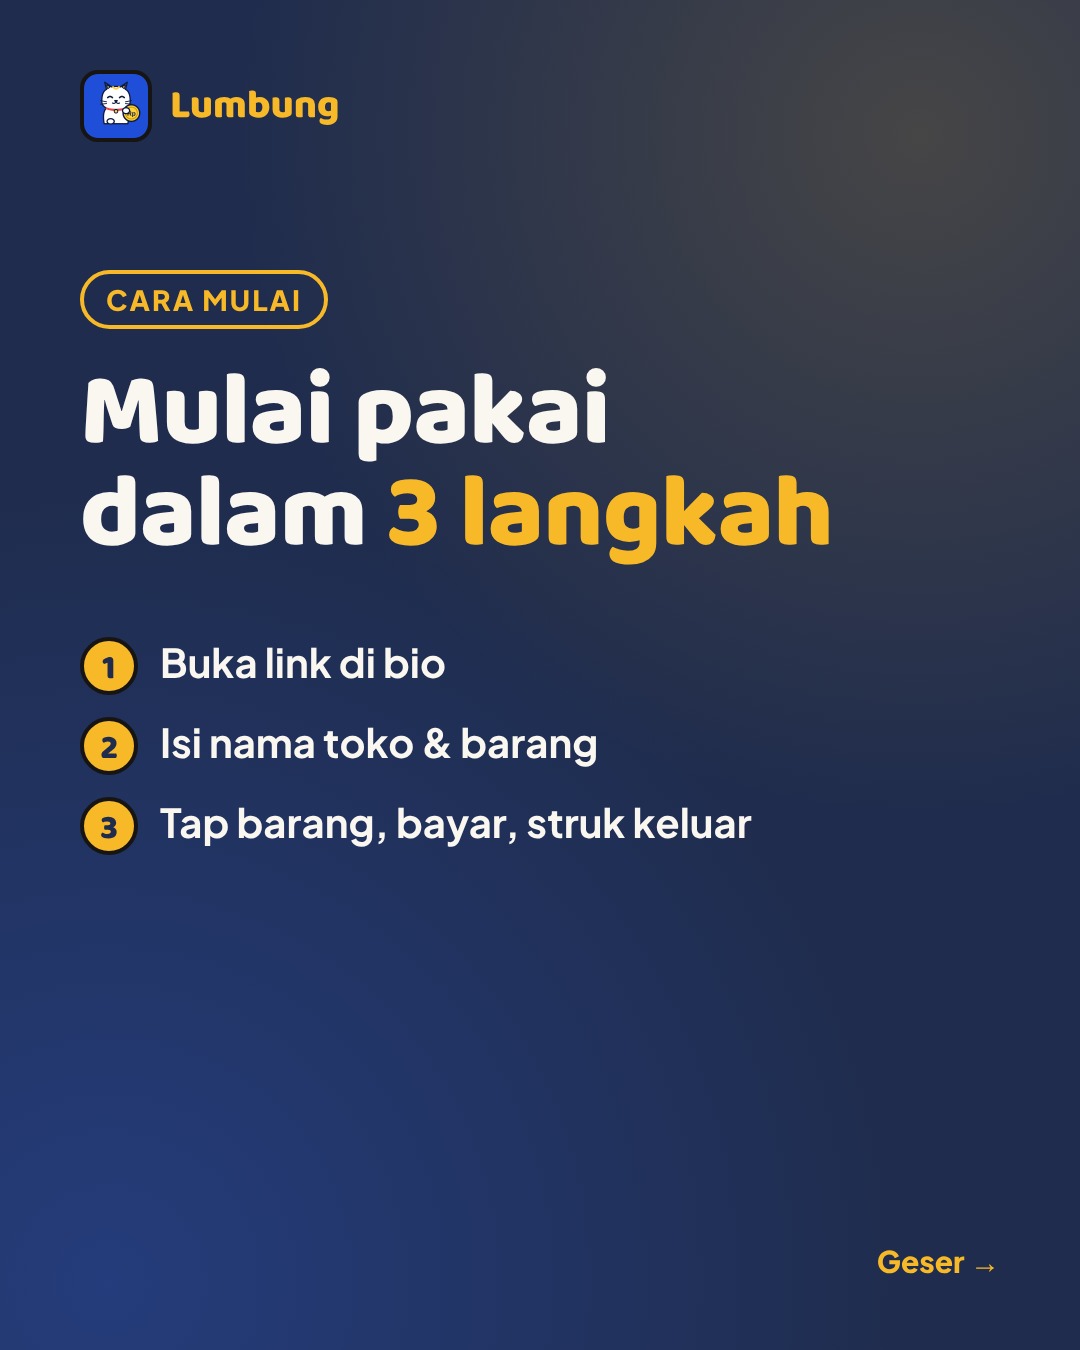 Lumbung
CARA MULAI
Mulai pakai
dalam 3 langkah
1 Buka link di bio
2 Isi nama toko & barang
3 Tap barang, bayar, struk keluar
Geser →